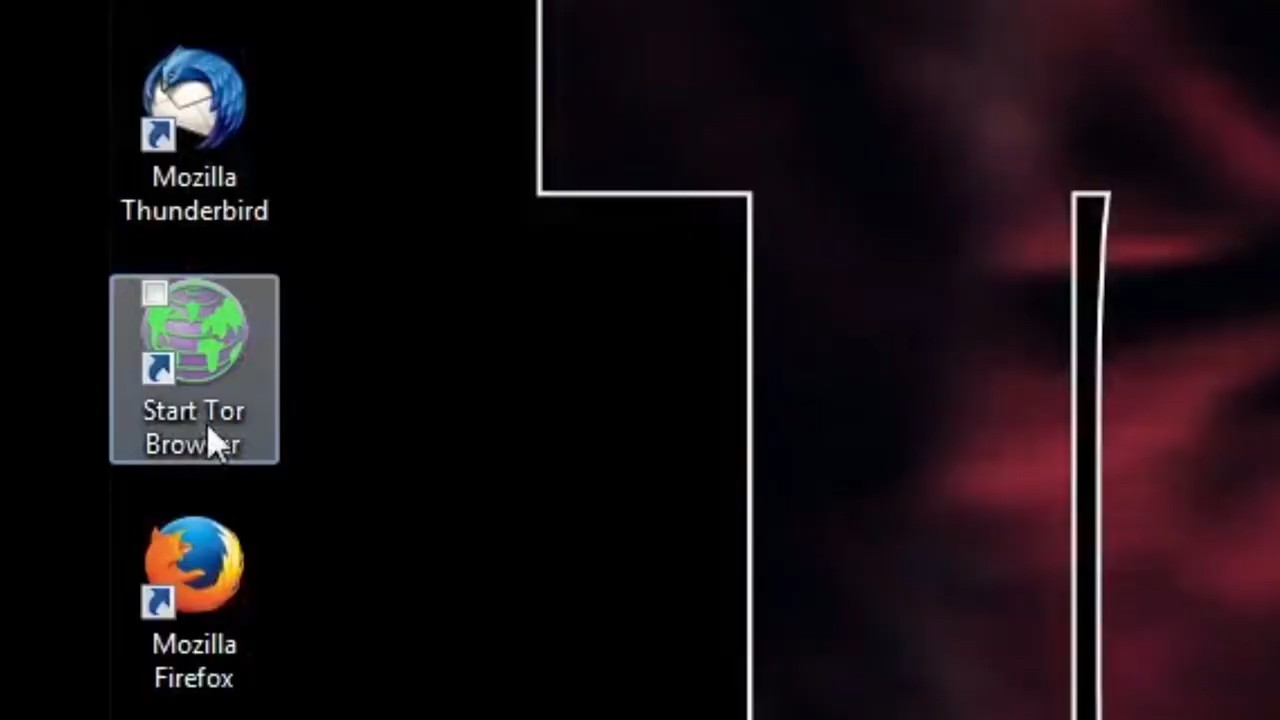 Mozilla
Thunderbird
Start Tor
Browser
Mozilla
Firefox